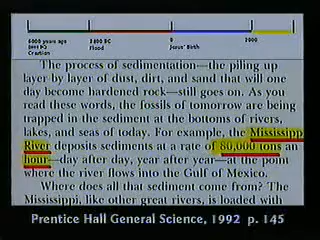 6000 years ago
Creation
Flood
0
Jesus' Birth
2000
The process of sedimentation—the piling up
layer by layer of dust, dirt, and sand that will one
day become hardened rock—still goes on. As you
read these words, the fossils of tomorrow are being
trapped in the sediment at the bottoms of rivers,
lakes, and seas of today. For example, the Mississipp
River deposits sediments at a rate of 80,000 tons an
hour—day after day, year after year—at the point
where the river flows into the Gulf of Mexico.
Where does all that sediment come from? The
Mississippi, like other great rivers, is loaded with
Prentice Hall General Science, 1992 p. 145